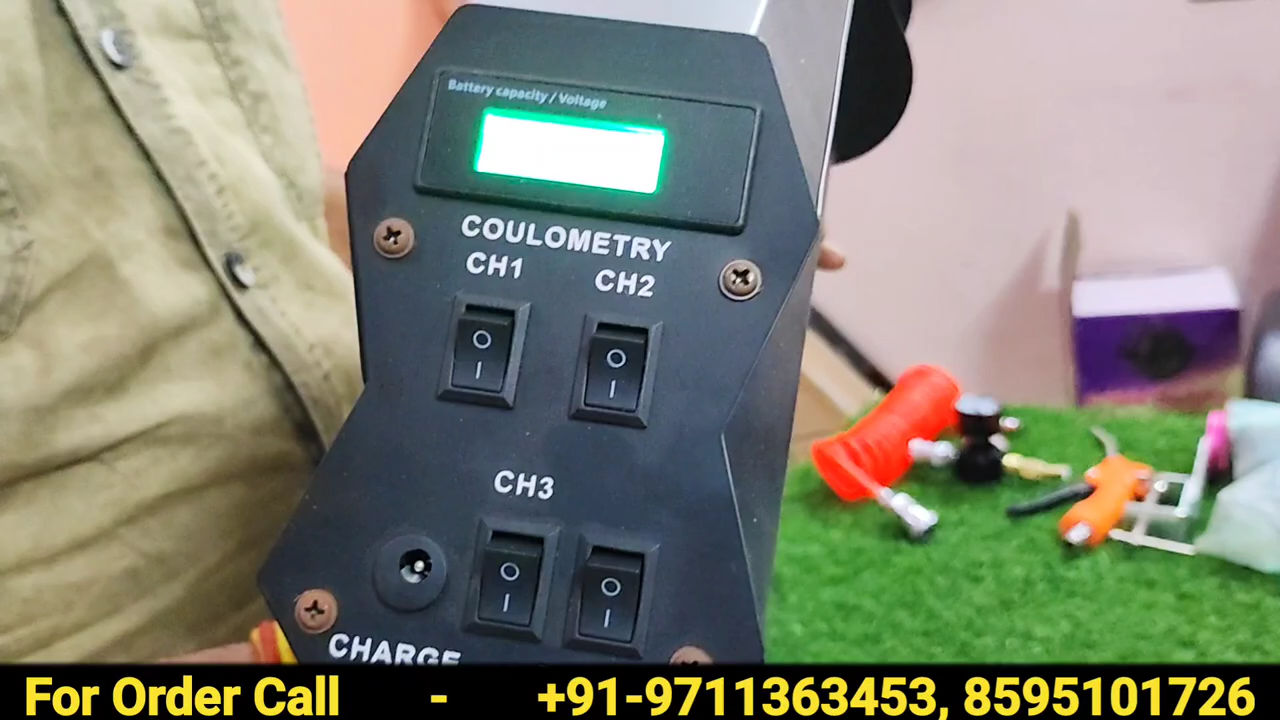 Battery capacity / Voltage
COULOMETRY
CH1 CH2
CH3
CHARGE
For Order Call - +91-9711363453, 8595101726